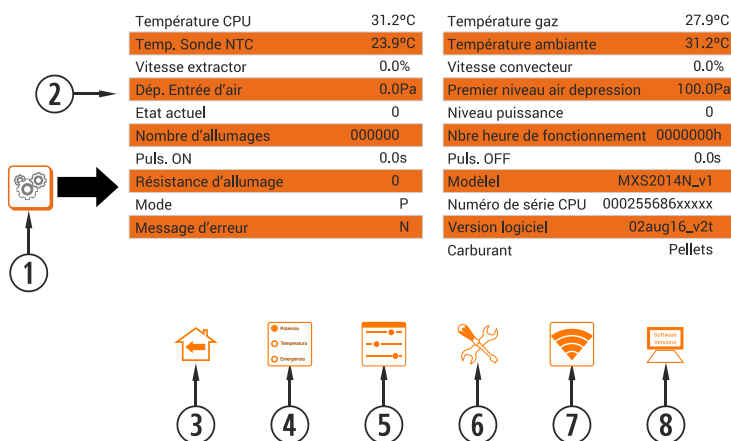 Température CPU 31.2ºC
Temp. Sonde NTC 23.9ºC
Vitesse extractor 0.0%
Dép. Entrée d'air 0.0Pa
Etat actuel 0
Nombre d'allumages 000000
Puls. ON 0.0s
Résistance d'allumage 0
Mode P
Message d'erreur N
Température gaz 27.9ºC
Température ambiante 31.2ºC
Vitesse convecteur 0.0%
Premier niveau air depression 100.0Pa
Niveau puissance 0
Nbre heure de fonctionnement 0000000h
Puls. OFF 0.0s
Modèlel MXS2014N_v1
Numéro de série CPU 000255686xxxxx
Version logiciel 02aug16_v2t
Carburant Pellets
2
1
Potencia
Temperatura
Emergencia
Software
Versions
3 4 5 6 7 8